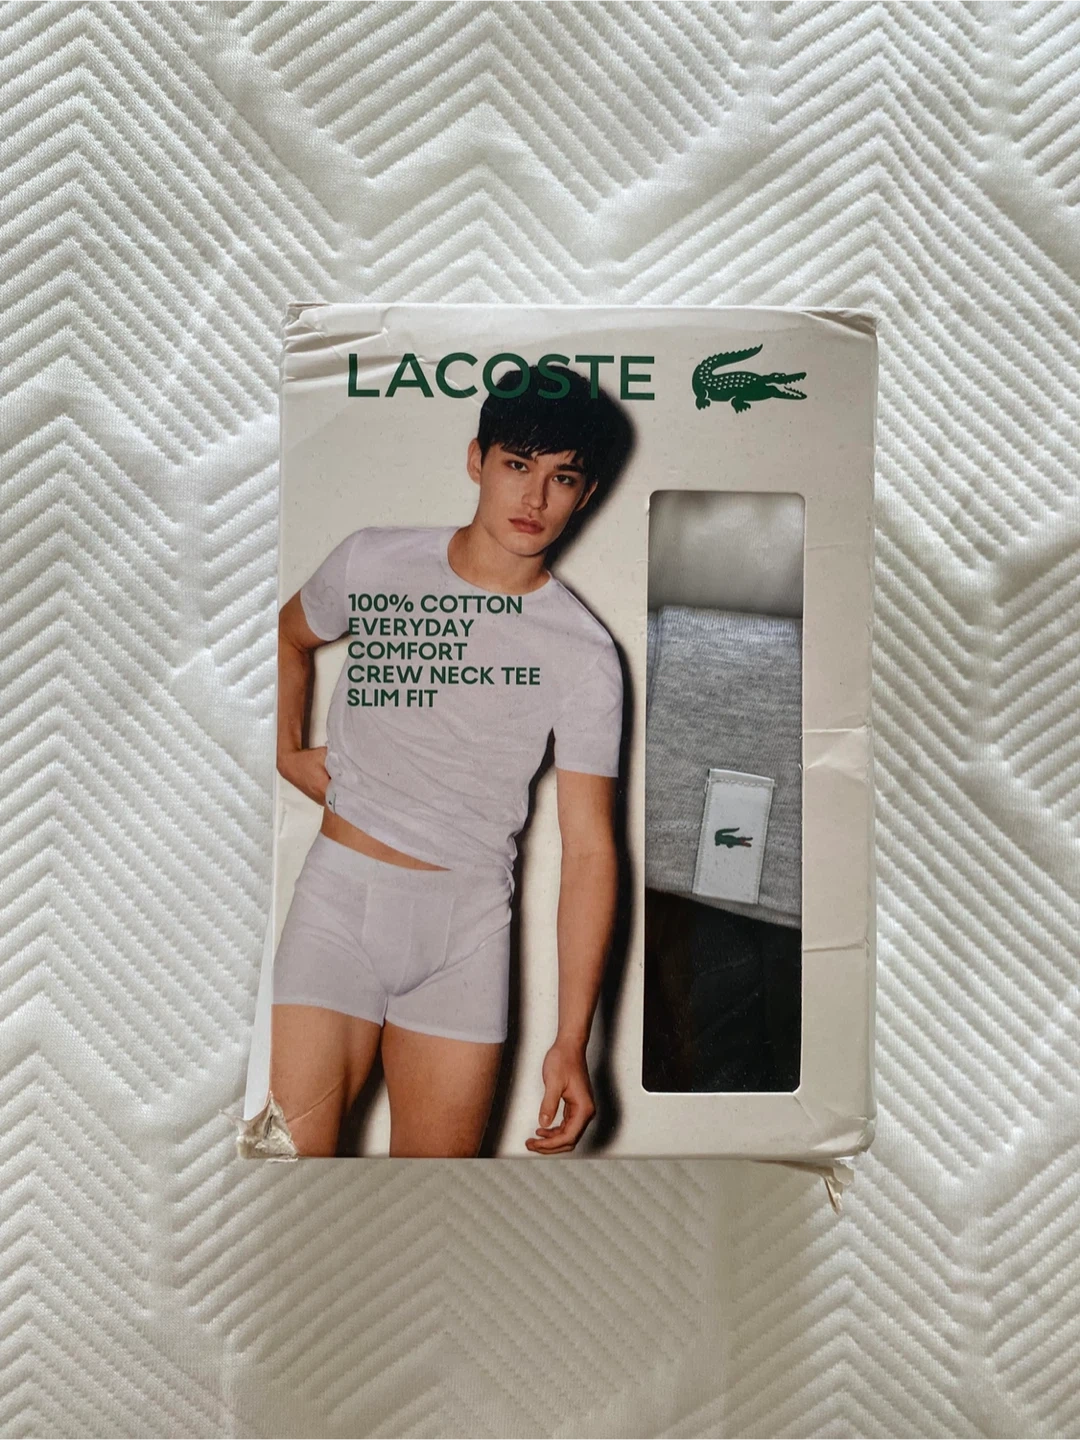 LACOSTE
100% COTTON
EVERYDAY
COMFORT
CREW NECK TEE
SLIM FIT